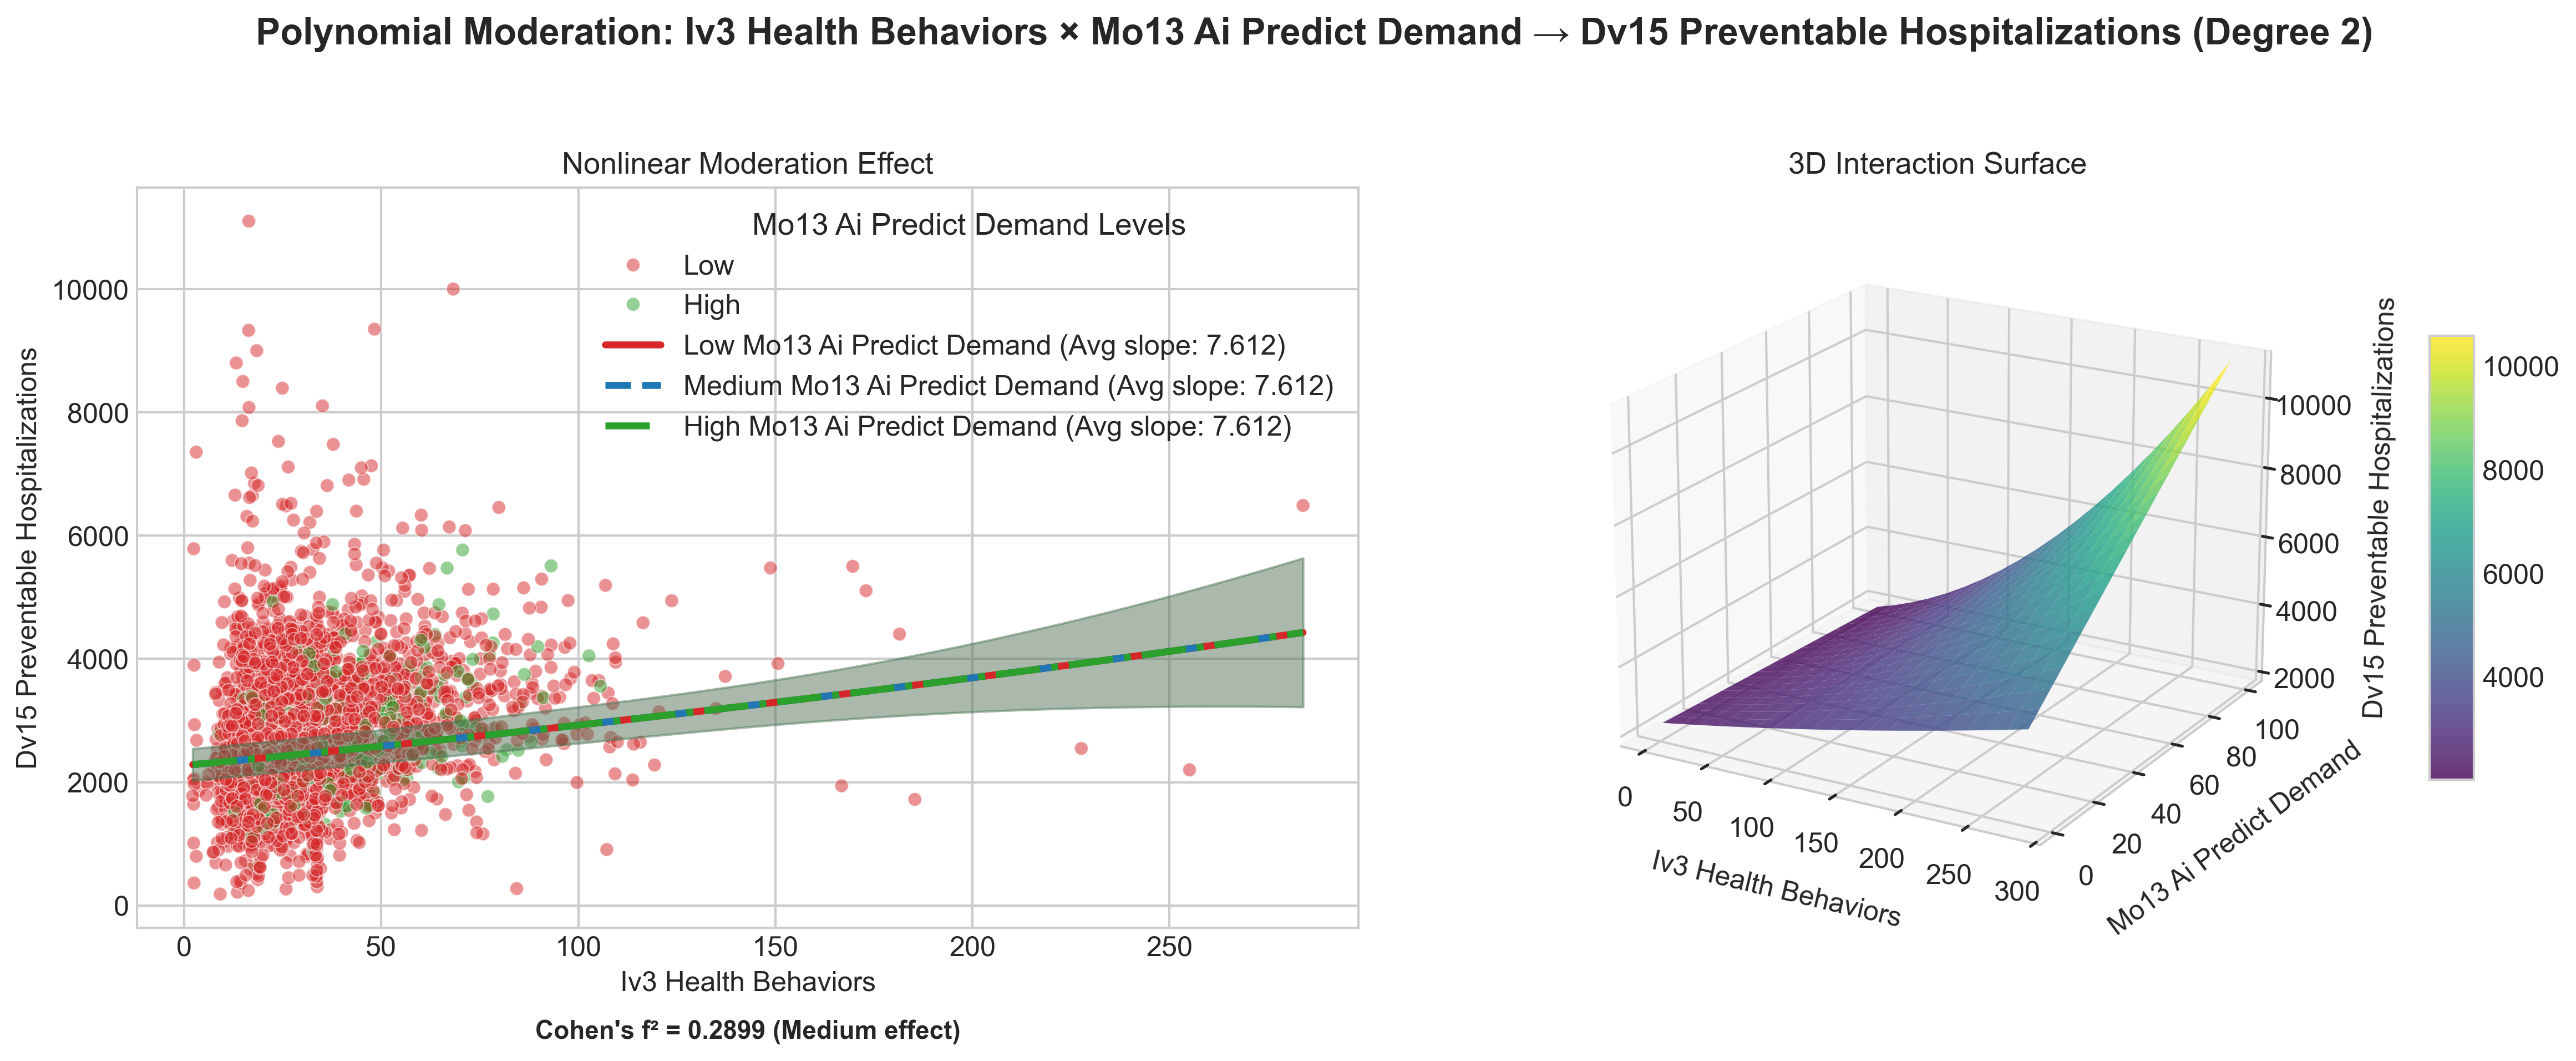 Polynomial Moderation: Iv3 Health Behaviors × Mo13 Ai Predict Demand → Dv15 Preventable Hospitalizations (Degree 2)
Nonlinear Moderation Effect
Mo13 Ai Predict Demand Levels
Low
High
Low Mo13 Ai Predict Demand (Avg slope: 7.612)
Medium Mo13 Ai Predict Demand (Avg slope: 7.612)
High Mo13 Ai Predict Demand (Avg slope: 7.612)
Dv15 Preventable Hospitalizations
10000
8000
6000
4000
2000
0
0 50 100 150 200 250
Iv3 Health Behaviors
Cohen's f² = 0.2899 (Medium effect)
3D Interaction Surface
0 50 100 150 200 250 300
Iv3 Health Behaviors
0 20 40 60 80 100
Mo13 Ai Predict Demand
10000
8000
6000
4000
2000
Dv15 Preventable Hospitalizations
10000
8000
6000
4000